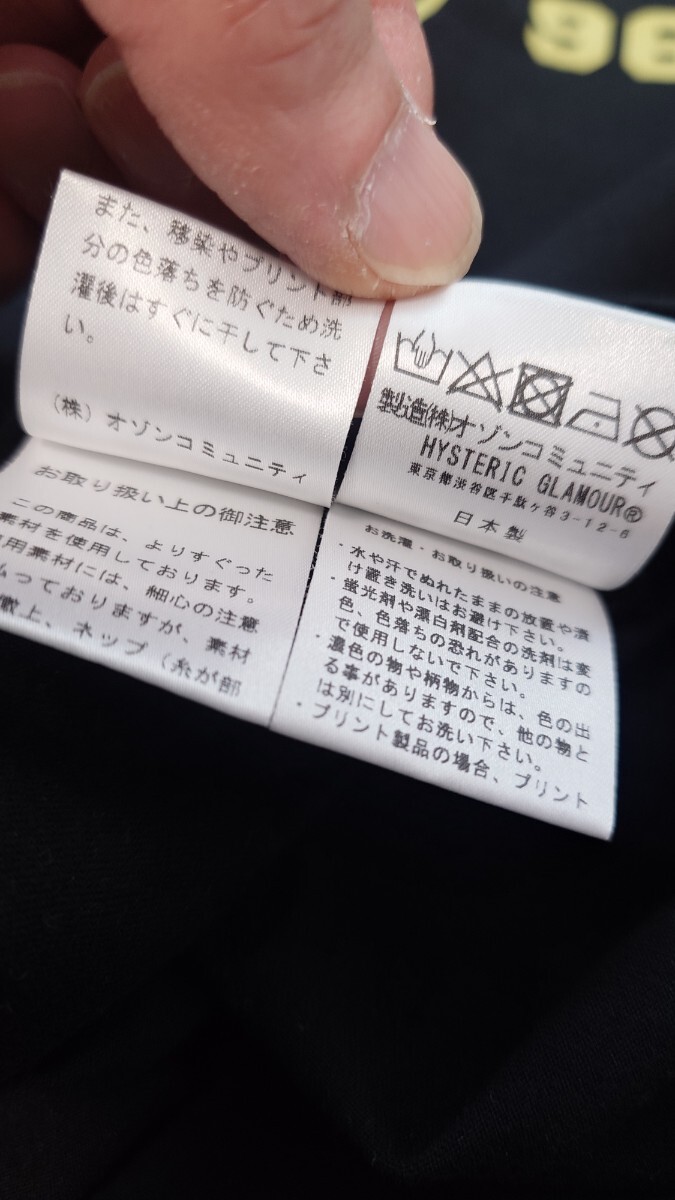 96
また、移染やプリント部
分の色落ちを防ぐため洗
濯後はすぐに干して下さ
い。
(株) オゾンコミュニティ
製造(株)オゾンコミュニティ
HYSTERIC GLAMOUR®
東京都渋谷区千駄ヶ谷3-12-6
日本製
お取り扱い上の御注意
この商品は、よりすぐった
素材を使用しております。
用素材には、細心の注意
払っておりますが、素材
徴上、ネップ(糸が部
お洗濯・お取り扱いの注意
・水や汗でぬれたままの放置や漬
け置き洗いはお避け下さい。
・蛍光剤や漂白剤配合の洗剤は変
色、色落ちの恐れがありますの
で使用しないで下さい。
・濃色の物や柄物からは、色の出
る事がありますので、他の物と
は別にしてお洗い下さい。
・プリント製品の場合、プリント